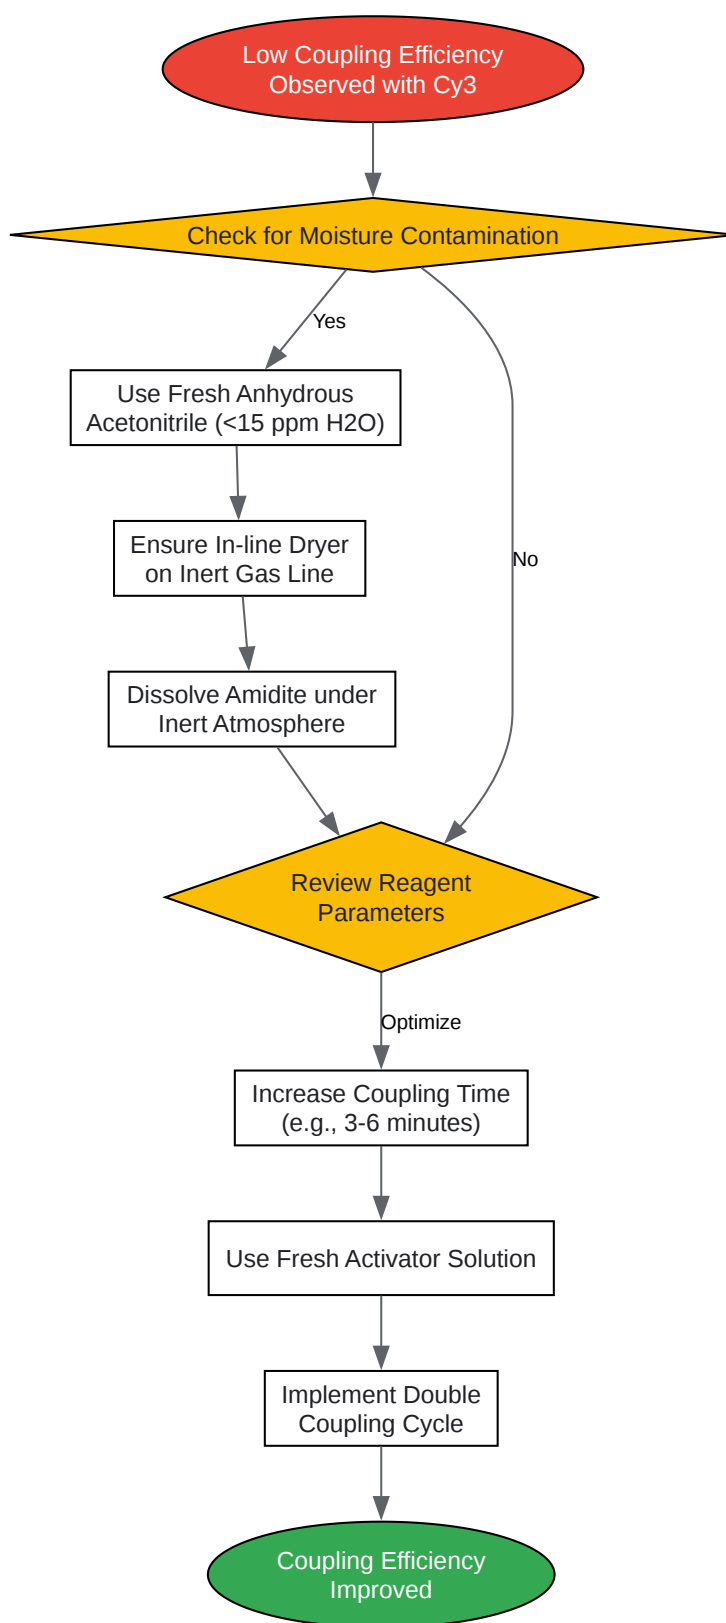 Low Coupling Efficiency
Observed with Cy3
Check for Moisture Contamination
Yes
Use Fresh Anhydrous
Acetonitrile (<15 ppm H2O)
Ensure In-line Dryer
on Inert Gas Line
No
Dissolve Amidite under
Inert Atmosphere
Review Reagent
Parameters
Optimize
Increase Coupling Time
(e.g., 3-6 minutes)
Use Fresh Activator Solution
Implement Double
Coupling Cycle
Coupling Efficiency
Improved